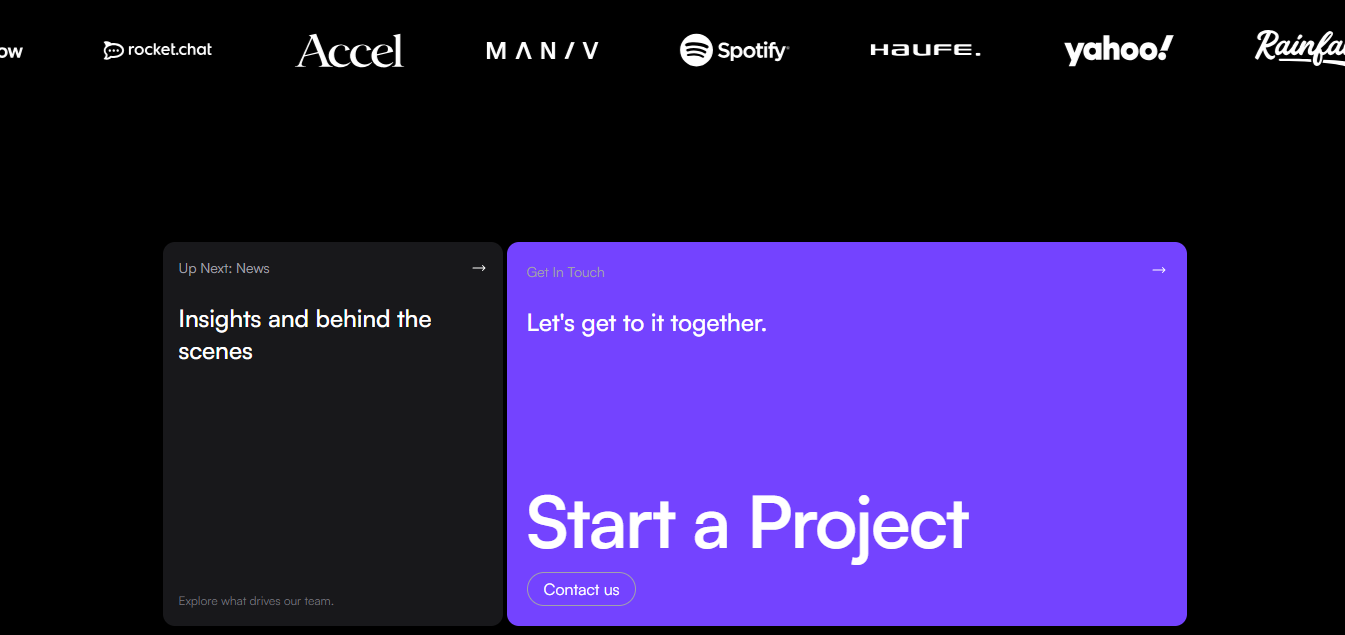 ow
rocket.chat
Accel
MANIV
Spotify
HAUFE.
yahoo!
Rainfa
Up Next: News
Insights and behind the
scenes
Explore what drives our team.
Get In Touch
Let's get to it together.
Start a Project
Contact us